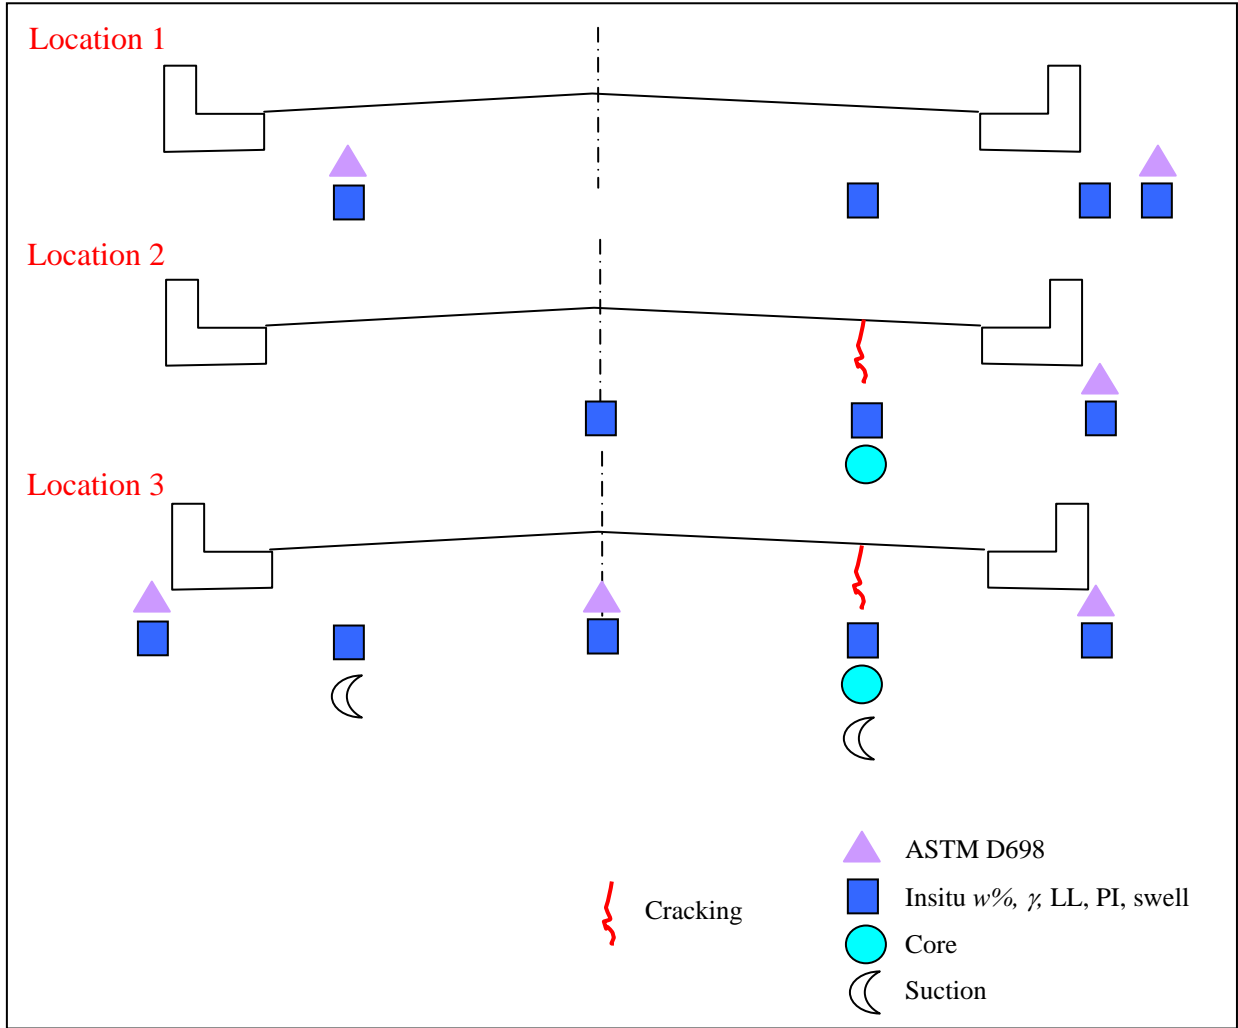 Location 1
Location 2
Location 3
Cracking
ASTM D698
Insitu w%, γ, LL, PI, swell
Core
Suction